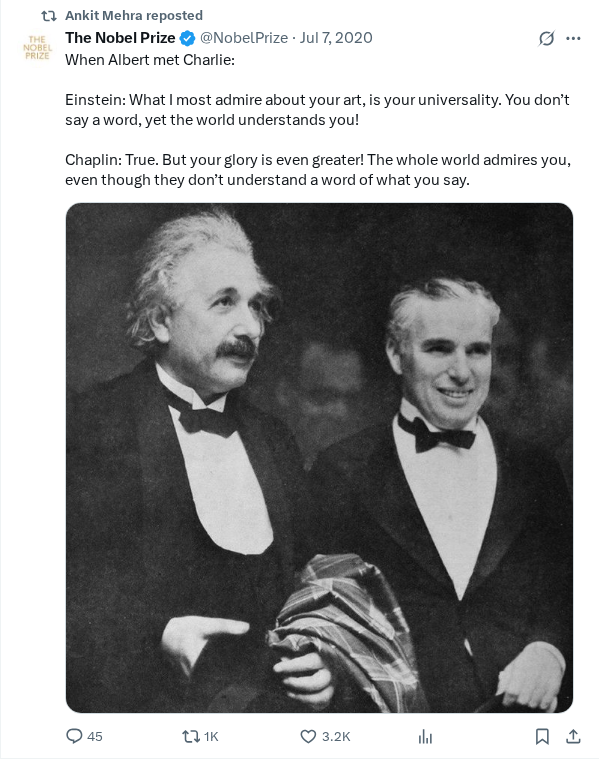 Ankit Mehra reposted
THE
NOBEL
PRIZE
The Nobel Prize @NobelPrize · Jul 7, 2020
When Albert met Charlie:
Einstein: What I most admire about your art, is your universality. You don’t
say a word, yet the world understands you!
Chaplin: True. But your glory is even greater! The whole world admires you,
even though they don’t understand a word of what you say.
45
1K
3.2K